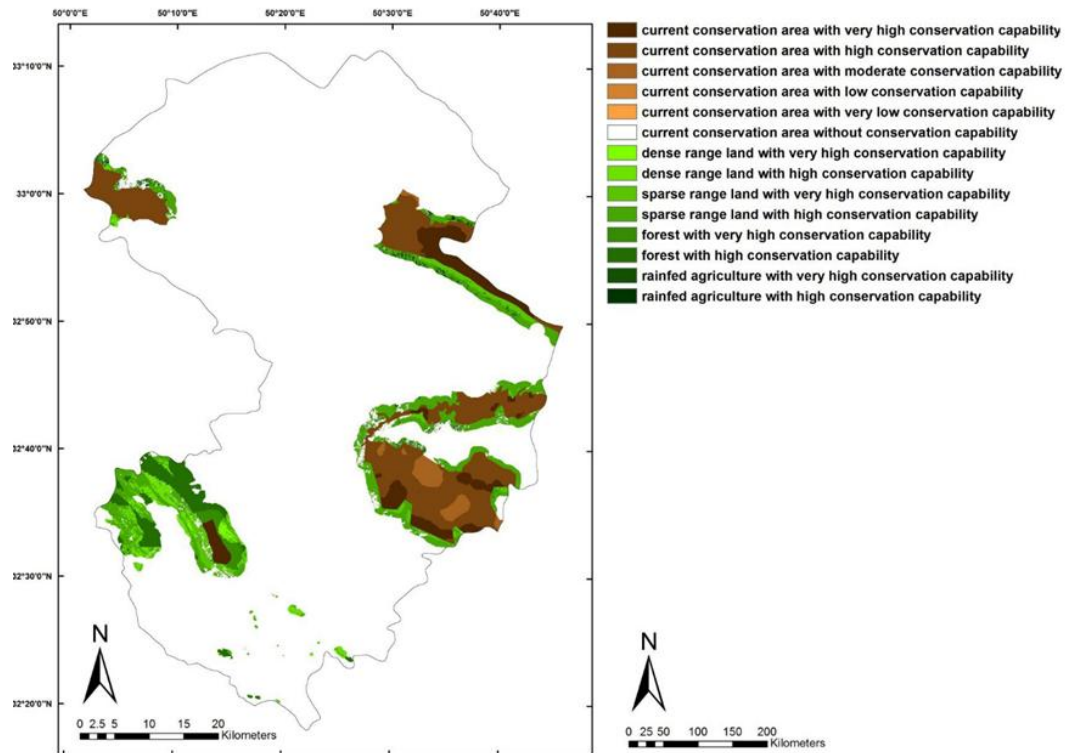 50°0'0"E 50°10'0"E 50°20'0"E 50°30'0"E 50°40'0"E
33°10'0"N
33°0'0"N
32°50'0"N
32°40'0"N
32°30'0"N
32°20'0"N
N
0 2.5 5 10 15 20
Kilometers
current conservation area with very high conservation capability
current conservation area with high conservation capability
current conservation area with moderate conservation capability
current conservation area with low conservation capability
current conservation area with very low conservation capability
current conservation area without conservation capability
dense range land with very high conservation capability
dense range land with high conservation capability
sparse range land with very high conservation capability
sparse range land with high conservation capability
forest with very high conservation capability
forest with high conservation capability
rainfed agriculture with very high conservation capability
rainfed agriculture with high conservation capability
N
0 25 50 100 150 200
Kilometers